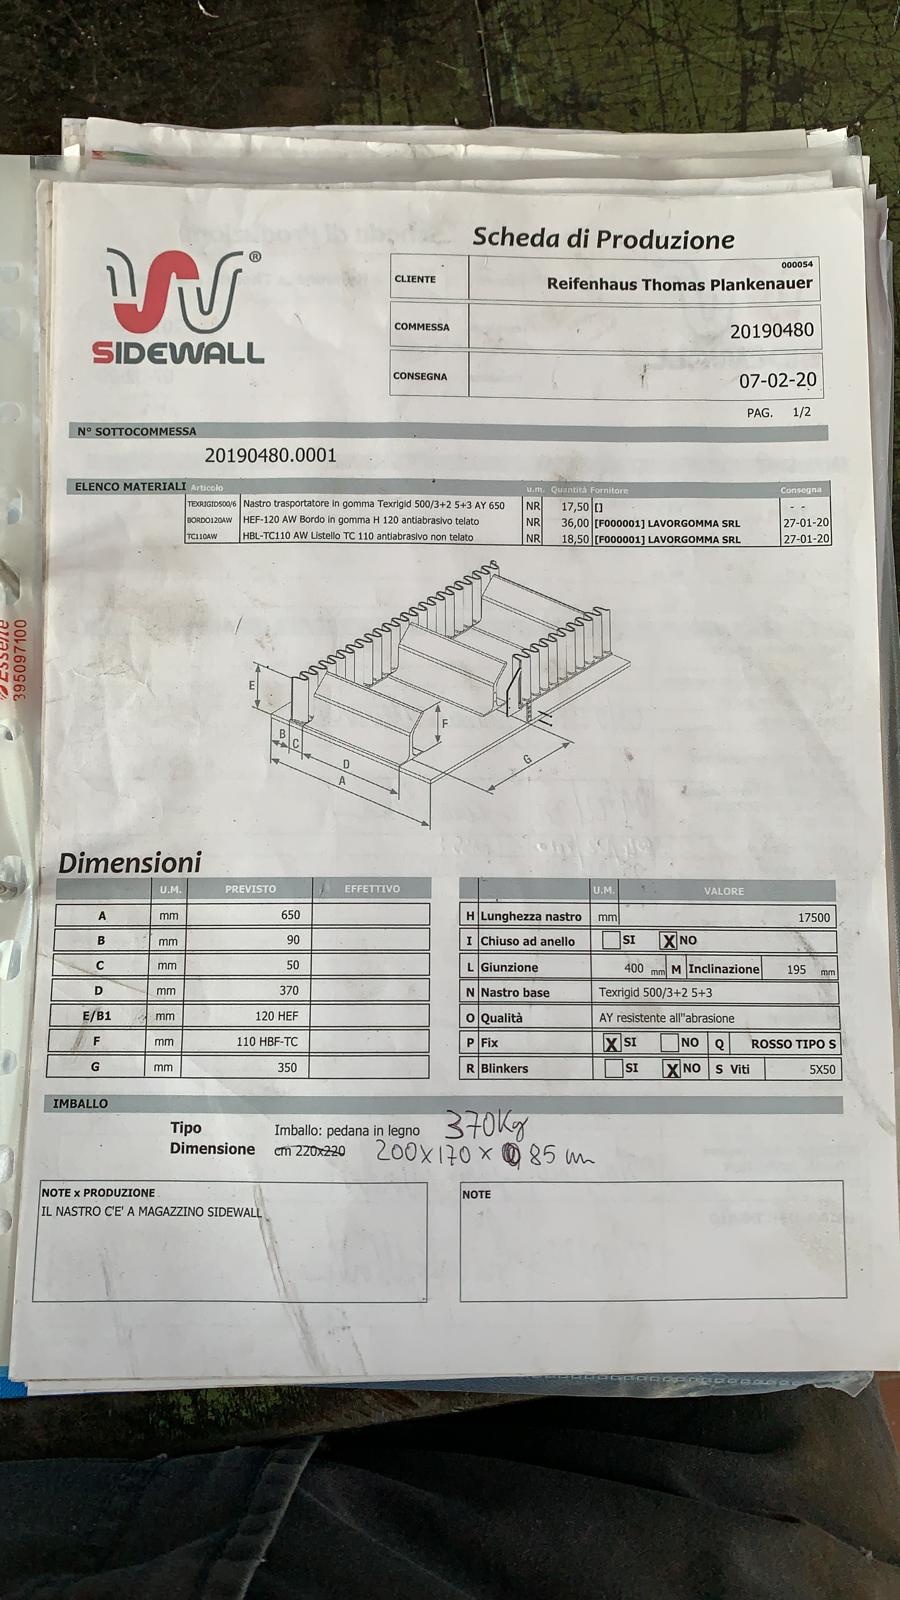 Scheda di Produzione
SIDEWALL ®
CLIENTE 000054 Reifenhaus Thomas Plankenauer
COMMESSA 20190480
CONSEGNA 07-02-20
PAG. 1/2
N° SOTTOCOMMESSA
20190480.0001
ELENCO MATERIALI Articolo u.m. Quantità Fornitore Consegna
TEXRIGID500/6 Nastro trasportatore in gomma Texrigid 500/3+2 5+3 AY 650 NR 17,50 [] - -
BORDO120AW HEF-120 AW Bordo in gomma H 120 antiabrasivo telato NR 36,00 [F000001] LAVORGOMMA SRL 27-01-20
TC110AW HBL-TC110 AW Listello TC 110 antiabrasivo non telato NR 18,50 [F000001] LAVORGOMMA SRL 27-01-20
Esselte
395097100
E
B
C
D
A
F
G
Dimensioni
U.M. PREVISTO EFFETTIVO
A mm 650
B mm 90
C mm 50
D mm 370
E/B1 mm 120 HEF
F mm 110 HBF-TC
G mm 350
U.M. VALORE
H Lunghezza nastro mm 17500
I Chiuso ad anello SI X NO
L Giunzione 400 mm M Inclinazione 195 mm
N Nastro base Texrigid 500/3+2 5+3
O Qualità AY resistente all"abrasione
P Fix X SI NO Q ROSSO TIPO S
R Blinkers SI X NO S Viti 5X50
IMBALLO
Tipo Imballo: pedana in legno 370Kg
Dimensione cm 220x220 200x170 x 85 cm
NOTE x PRODUZIONE
IL NASTRO C'E' A MAGAZZINO SIDEWALL
NOTE